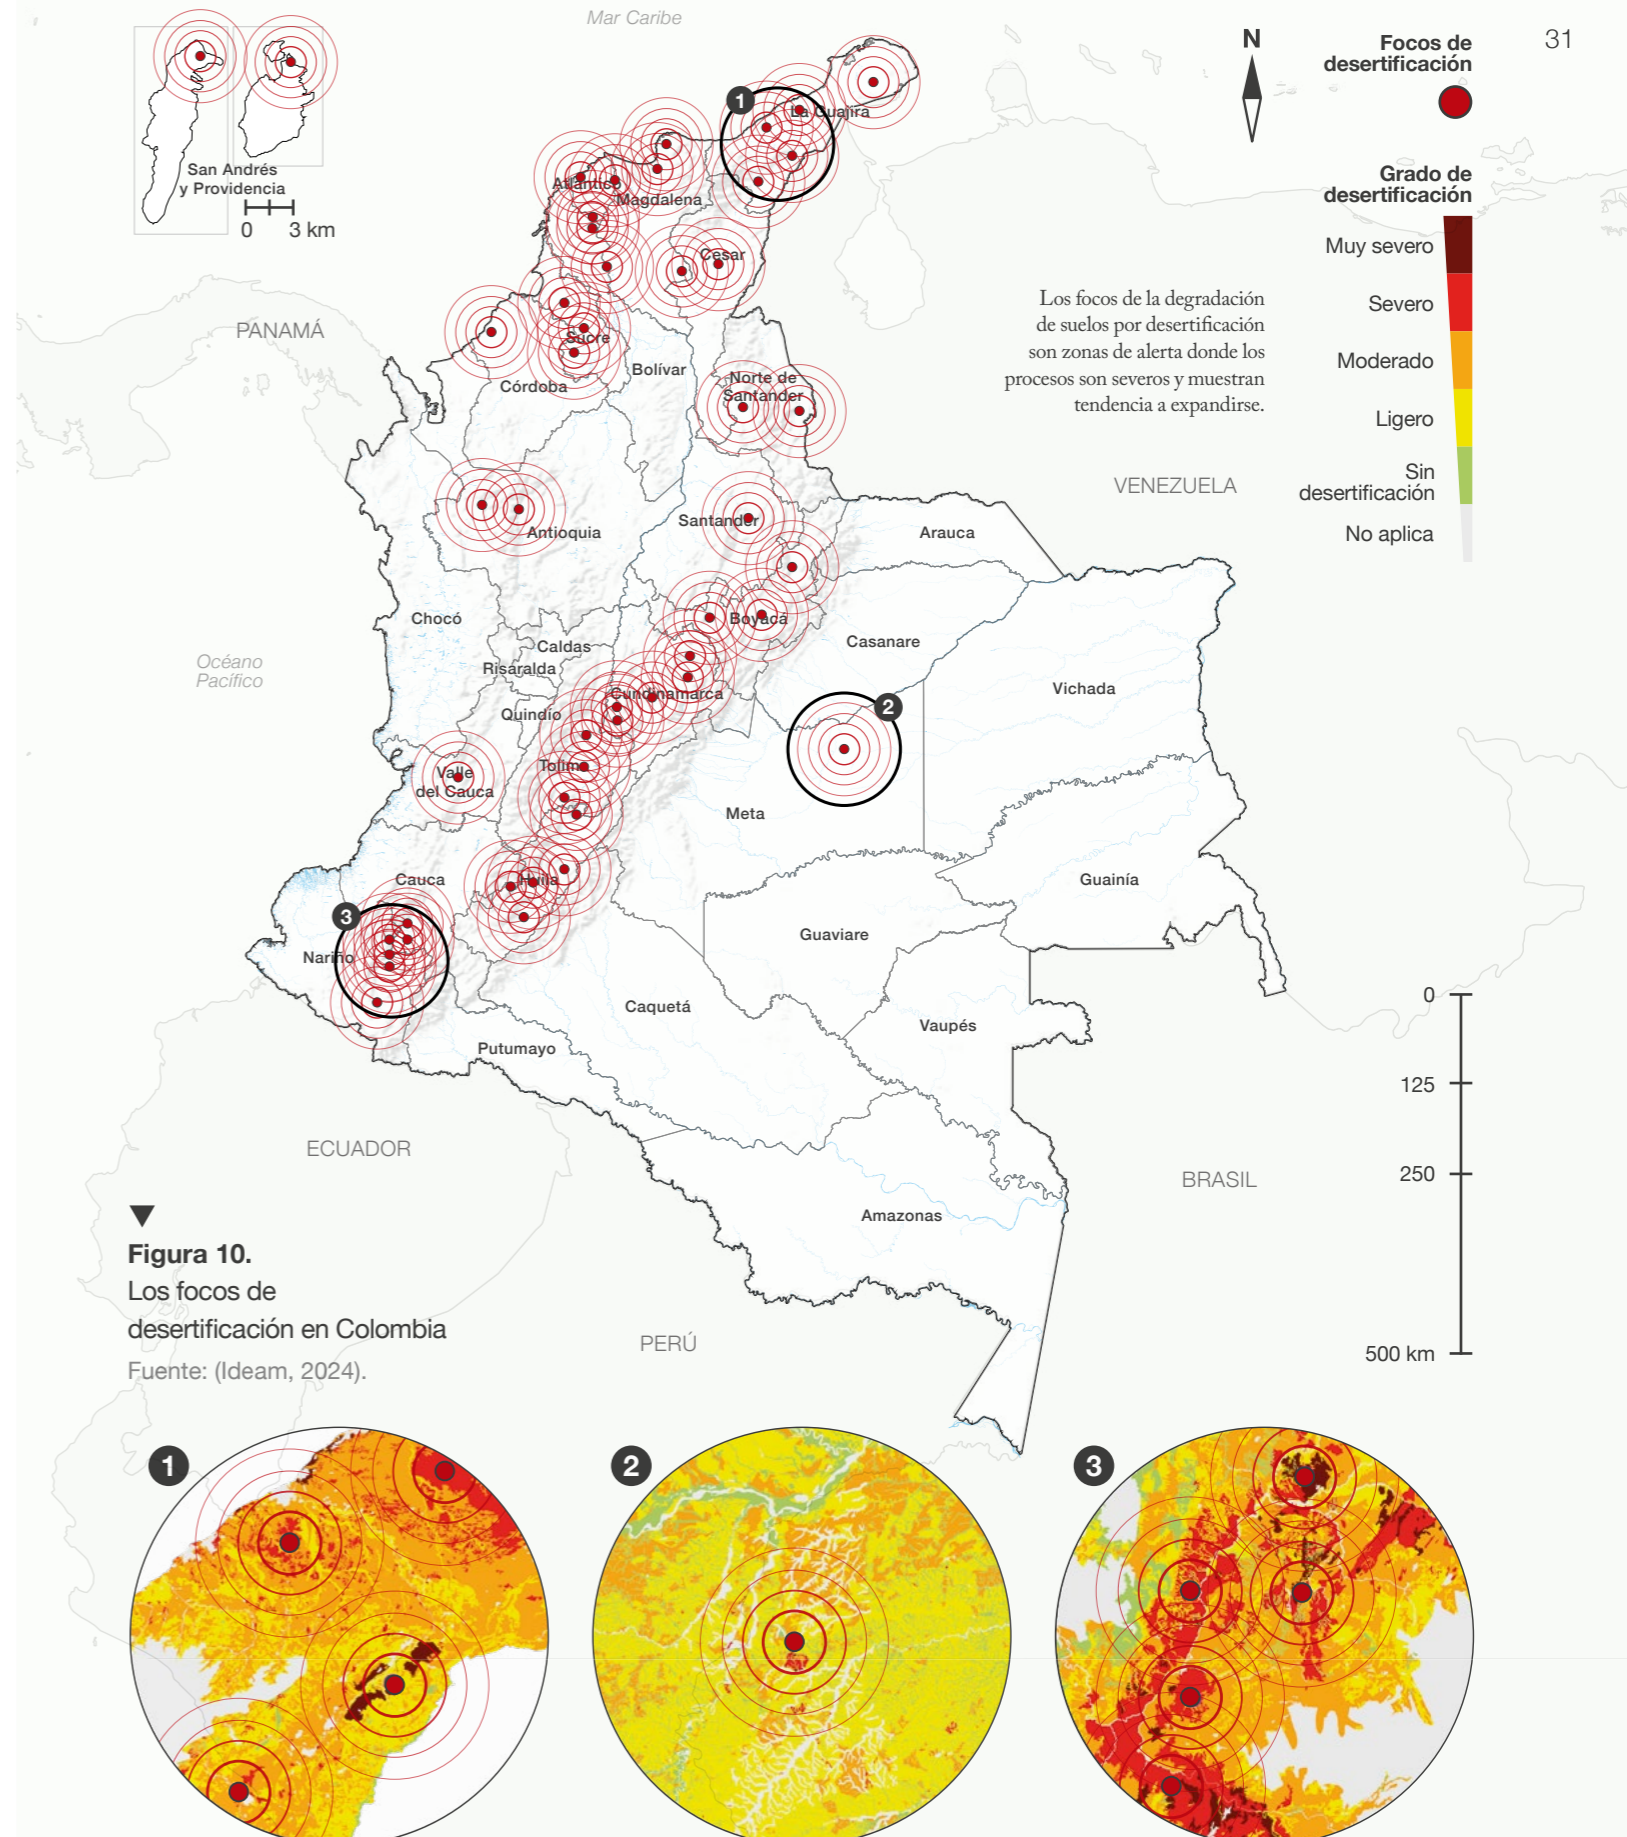 Mar Caribe
N
Focos de
desertificación
31
1
La Guajira
San Andrés
y Providencia
0 3 km
Atlántico
Magdalena
Cesar
Grado de
desertificación
Muy severo
Severo
Moderado
Ligero
Sin
desertificación
No aplica
Los focos de la degradación
de suelos por desertificación
son zonas de alerta donde los
procesos son severos y muestran
tendencia a expandirse.
PANAMÁ
Sucre
Bolívar
Córdoba
Norte de
Santander
VENEZUELA
Antioquia
Santander
Arauca
Chocó
Boyacá
Casanare
Caldas
Risaralda
Océano
Pacífico
Cundinamarca
Vichada
Quindío
2
Tolima
Valle
del Cauca
Meta
Cauca
Huila
Guainía
3
Nariño
Guaviare
Caquetá
Vaupés
Putumayo
0
125
250
500 km
ECUADOR
BRASIL
Amazonas
PERÚ
Figura 10.
Los focos de
desertificación en Colombia
Fuente: (Ideam, 2024).
1
2
3